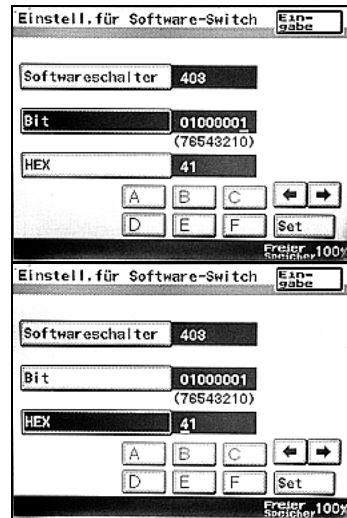 Einstell.für Software-Switch
Ein-
gabe
Softwareschalter 403
Bit 01000001
(76543210)
HEX 41
A B C
D E F Set
Freier
Speicher 100%
Einstell.für Software-Switch
Ein-
gabe
Softwareschalter 403
Bit 01000001
(76543210)
HEX 41
A B C
D E F Set
Freier
Speicher 100%